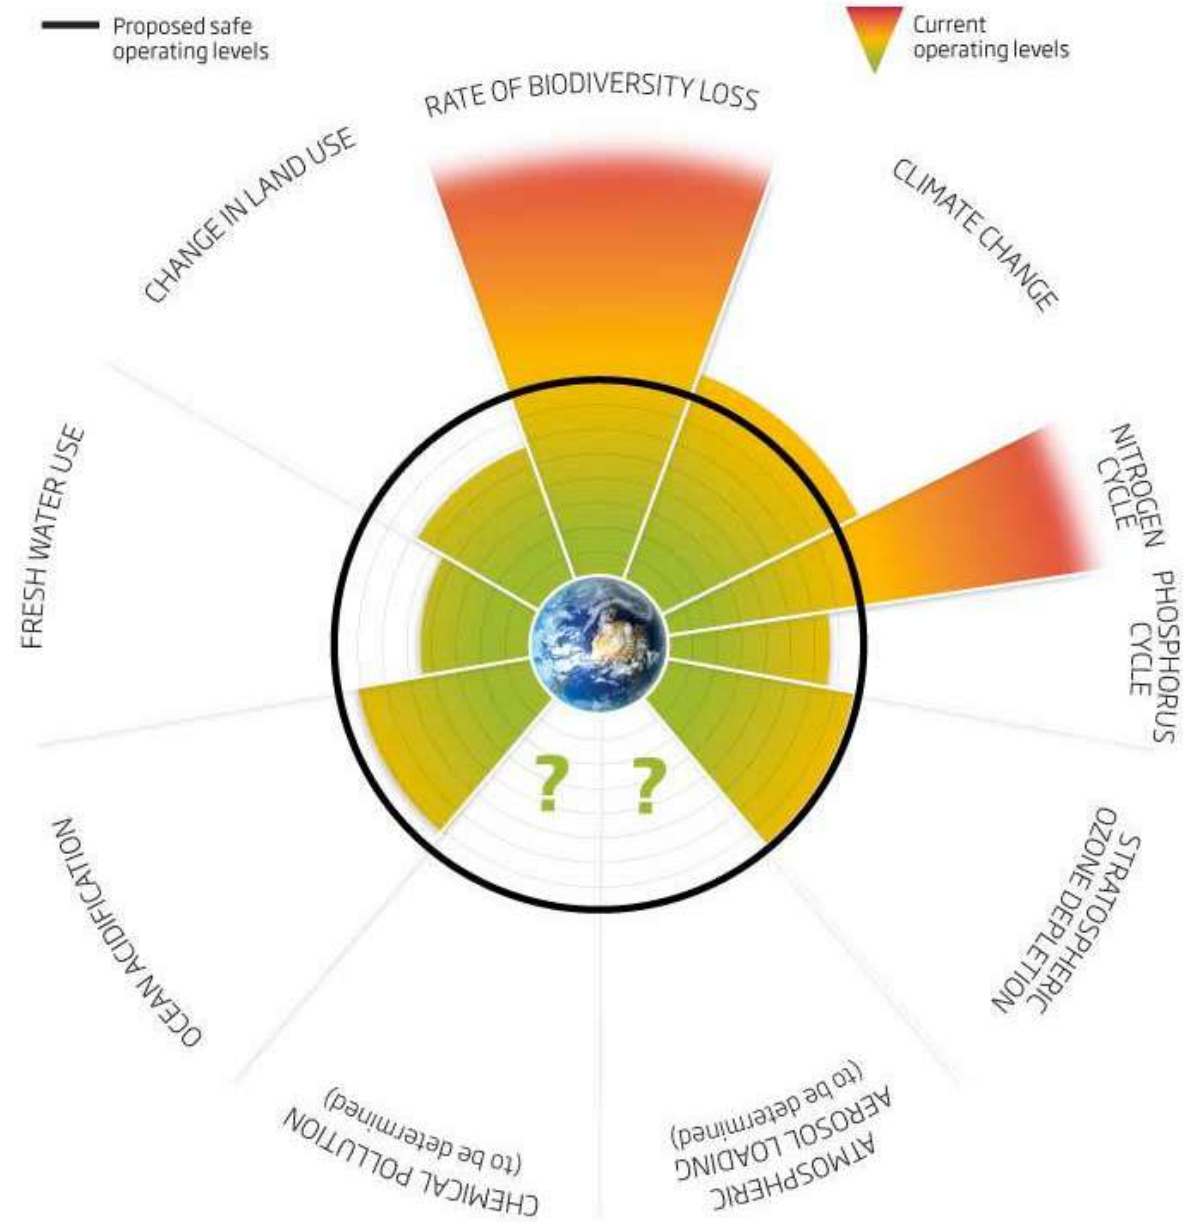 Proposed safe
operating levels
Current
operating levels
RATE OF BIODIVERSITY LOSS
CLIMATE CHANGE
NITROGEN
CYCLE
PHOSPHORUS
CYCLE
STRATOSPHERIC
OZONE DEPLETION
ATMOSPHERIC
AEROSOL LOADING
(to be determined)
CHEMICAL POLLUTION
(to be determined)
OCEAN ACIDIFICATION
FRESH WATER USE
CHANGE IN LAND USE
? ?